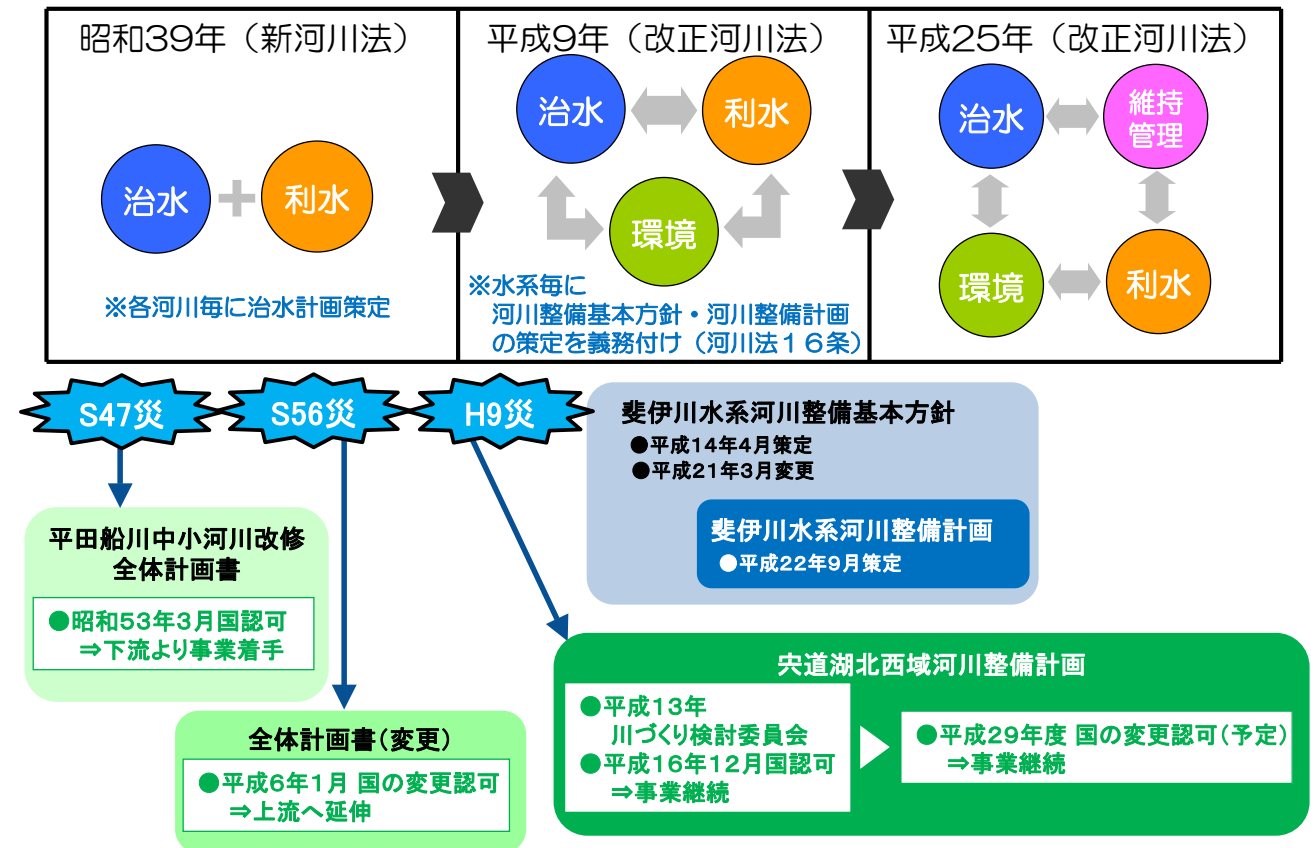 昭和39年（新河川法）
治水
＋
利水
※各河川毎に治水計画策定
平成9年（改正河川法）
治水
利水
環境
※水系毎に
河川整備基本方針・河川整備計画
の策定を義務付け（河川法１６条）
平成25年（改正河川法）
治水
維持
管理
環境
利水
S47災
S56災
H9災
斐伊川水系河川整備基本方針
●平成14年4月策定
●平成21年3月変更
斐伊川水系河川整備計画
●平成22年9月策定
平田船川中小河川改修
全体計画書
●昭和53年3月国認可
⇒下流より事業着手
全体計画書（変更）
●平成6年1月 国の変更認可
⇒上流へ延伸
宍道湖北西域河川整備計画
●平成13年
川づくり検討委員会
●平成16年12月国認可
⇒事業継続
●平成29年度 国の変更認可（予定）
⇒事業継続